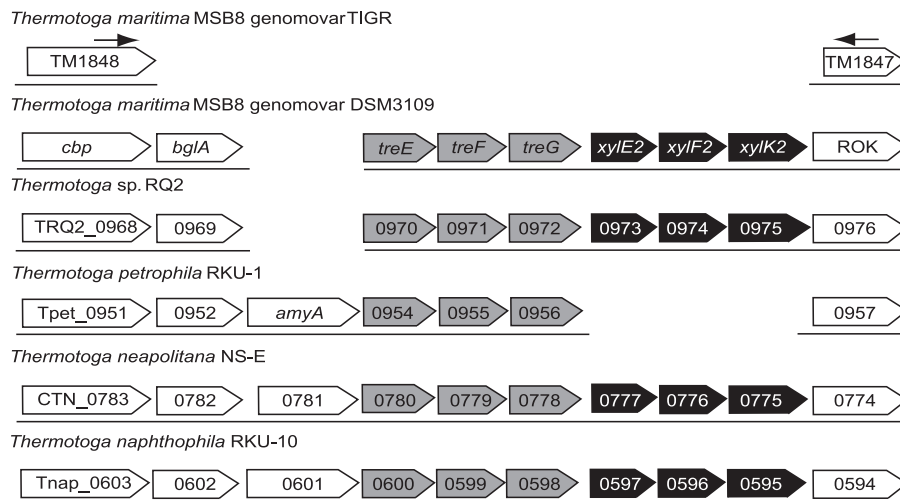 Thermotoga maritima MSB8 genomovar TIGR
TM1848 TM1847
Thermotoga maritima MSB8 genomovar DSM3109
cbp bglA treE treF treG xylE2 xylF2 xylK2 ROK
Thermotoga sp. RQ2
TRQ2_0968 0969 0970 0971 0972 0973 0974 0975 0976
Thermotoga petrophila RKU-1
Tpet_0951 0952 amyA 0954 0955 0956 0957
Thermotoga neapolitana NS-E
CTN_0783 0782 0781 0780 0779 0778 0777 0776 0775 0774
Thermotoga naphthophila RKU-10
Tnap_0603 0602 0601 0600 0599 0598 0597 0596 0595 0594